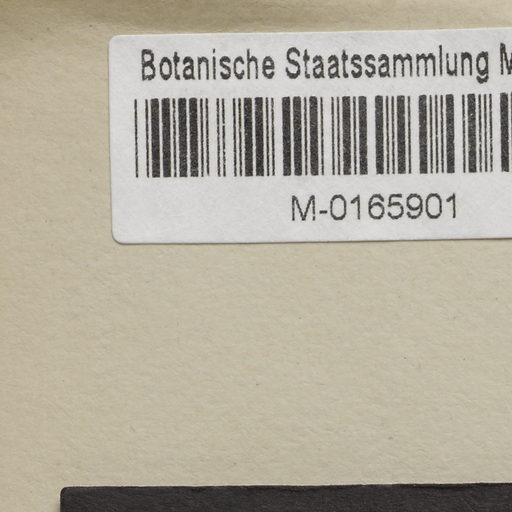 Botanische Staatssammlung M
M-0165901